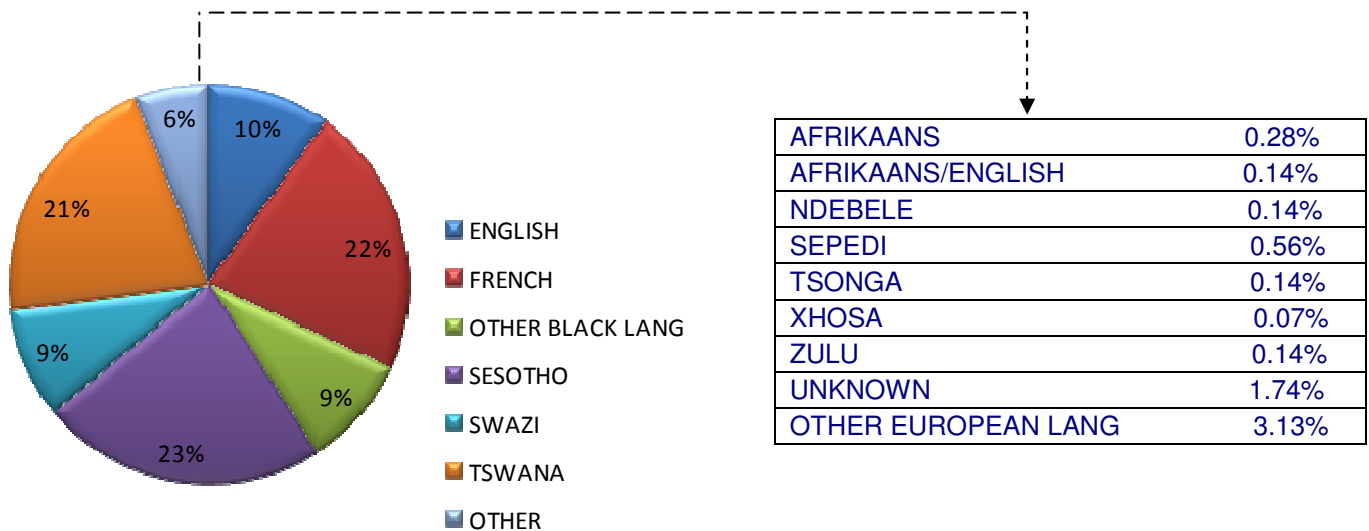 6%
10%
21%
22%
9%
9%
23%
ENGLISH
FRENCH
OTHER BLACK LANG
SESOTHO
SWAZI
TSWANA
OTHER
AFRIKAANS 0.28%
AFRIKAANS/ENGLISH 0.14%
NDEBELE 0.14%
SEPEDI 0.56%
TSONGA 0.14%
XHOSA 0.07%
ZULU 0.14%
UNKNOWN 1.74%
OTHER EUROPEAN LANG 3.13%